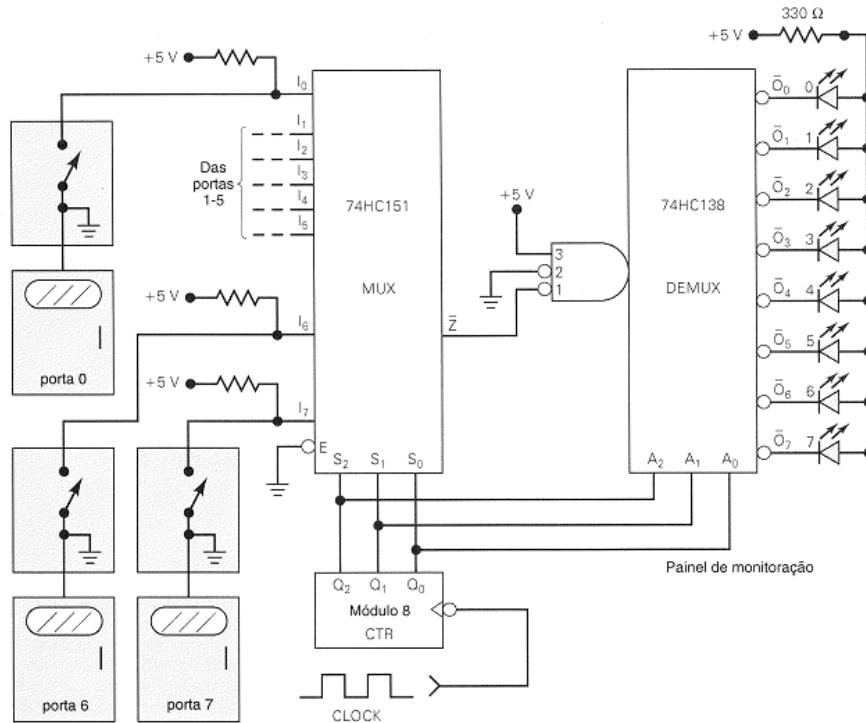 330 Ω
+5 V
+5 V
I0
I1
I2
I3
I4
I5
Das
portas
1-5
74HC151
MUX
+5 V
3
2
1
74HC138
DEMUX
Ō0 0
Ō1 1
Ō2 2
Ō3 3
Ō4 4
Ō5 5
Ō6 6
Ō7 7
porta 0
+5 V
I6
Z̄
+5 V
I7
E
S2 S1 S0
A2 A1 A0
Q2 Q1 Q0
Módulo 8
CTR
Painel de monitoração
porta 6
porta 7
CLOCK